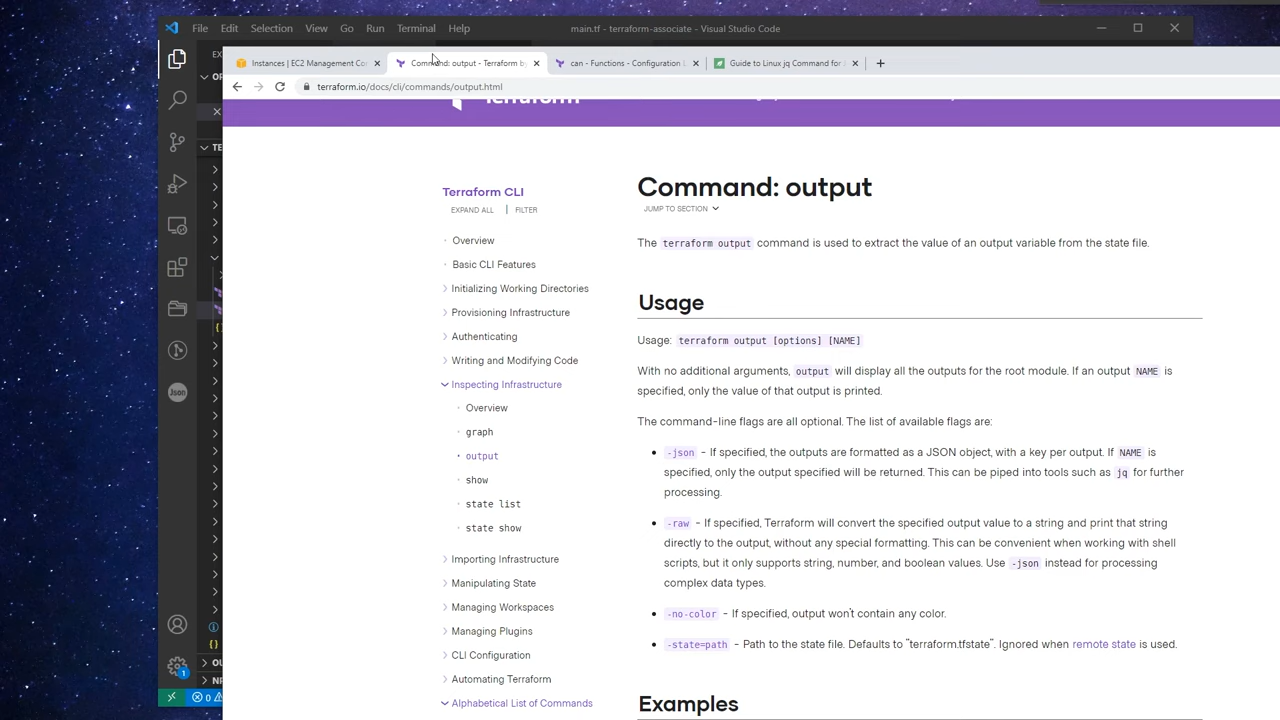 File Edit Selection View Go Run Terminal Help
main.tf - terraform-associate - Visual Studio Code
Instances | EC2 Management Co
Command: output - Terraform b
can - Functions - Configuration L
Guide to Linux jq Command for
terraform.io/docs/cli/commands/output.html
Terraform
Terraform CLI
EXPAND ALL | FILTER
Overview
Basic CLI Features
Initializing Working Directories
Provisioning Infrastructure
Authenticating
Writing and Modifying Code
Inspecting Infrastructure
Overview
graph
output
show
state list
state show
Importing Infrastructure
Manipulating State
Managing Workspaces
Managing Plugins
CLI Configuration
Automating Terraform
Alphabetical List of Commands
Command: output
JUMP TO SECTION
The terraform output command is used to extract the value of an output variable from the state file.
Usage
Usage: terraform output [options] [NAME]
With no additional arguments, output will display all the outputs for the root module. If an output NAME is
specified, only the value of that output is printed.
The command-line flags are all optional. The list of available flags are:
-json - If specified, the outputs are formatted as a JSON object, with a key per output. If NAME is
specified, only the output specified will be returned. This can be piped into tools such as jq for further
processing.
-raw - If specified, Terraform will convert the specified output value to a string and print that string
directly to the output, without any special formatting. This can be convenient when working with shell
scripts, but it only supports string, number, and boolean values. Use -json instead for processing
complex data types.
-no-color - If specified, output won't contain any color.
-state=path - Path to the state file. Defaults to "terraform.tfstate". Ignored when remote state is used.
Examples
EX
OP
TE
OU
NP
Json
1
0